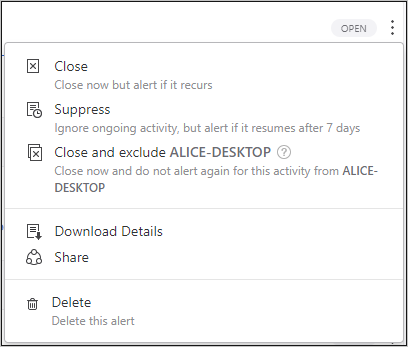 OPEN
Close
Close now but alert if it recurs
Suppress
Ignore ongoing activity, but alert if it resumes after 7 days
Close and exclude ALICE-DESKTOP ?
Close now and do not alert again for this activity from ALICE-
DESKTOP
Download Details
Share
Delete
Delete this alert